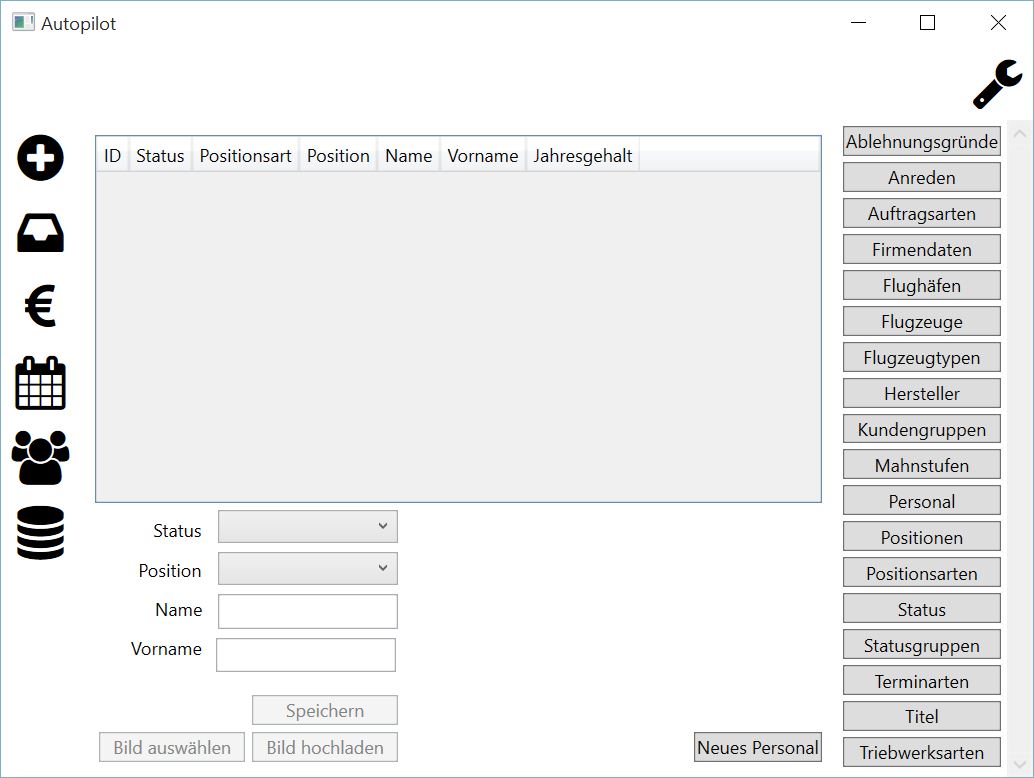 Autopilot
ID Status Positionsart Position Name Vorname Jahresgehalt
Status
Position
Name
Vorname
Speichern
Bild auswählen Bild hochladen
Neues Personal
Ablehnungsgründe
Anreden
Auftragsarten
Firmendaten
Flughäfen
Flugzeuge
Flugzeugtypen
Hersteller
Kundengruppen
Mahnstufen
Personal
Positionen
Positionsarten
Status
Statusgruppen
Terminarten
Titel
Triebwerksarten